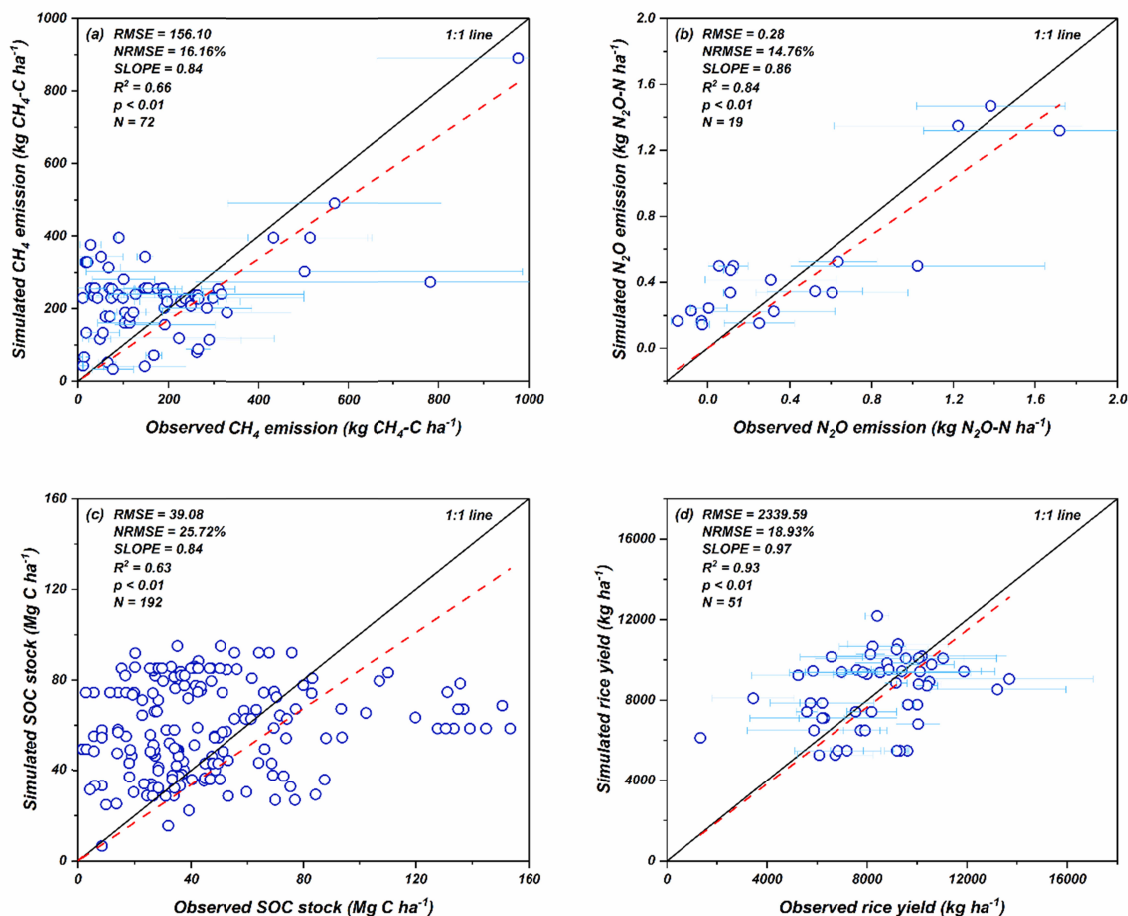 (a) RMSE = 156.10
NRMSE = 16.16%
SLOPE = 0.84
R² = 0.66
p < 0.01
N = 72
1:1 line
1000
800
600
400
200
0
0 200 400 600 800 1000
Simulated CH₄ emission (kg CH₄-C ha⁻¹)
Observed CH₄ emission (kg CH₄-C ha⁻¹)
(b) RMSE = 0.28
NRMSE = 14.76%
SLOPE = 0.86
R² = 0.84
p < 0.01
N = 19
1:1 line
2.0
1.6
1.2
0.8
0.4
0.0
0.0 0.4 0.8 1.2 1.6 2.0
Simulated N₂O emission (kg N₂O-N ha⁻¹)
Observed N₂O emission (kg N₂O-N ha⁻¹)
(c) RMSE = 39.08
NRMSE = 25.72%
SLOPE = 0.84
R² = 0.63
p < 0.01
N = 192
1:1 line
160
120
80
40
0
0 40 80 120 160
Simulated SOC stock (Mg C ha⁻¹)
Observed SOC stock (Mg C ha⁻¹)
(d) RMSE = 2339.59
NRMSE = 18.93%
SLOPE = 0.97
R² = 0.93
p < 0.01
N = 51
1:1 line
16000
12000
8000
4000
0
0 4000 8000 12000 16000
Simulated rice yield (kg ha⁻¹)
Observed rice yield (kg ha⁻¹)